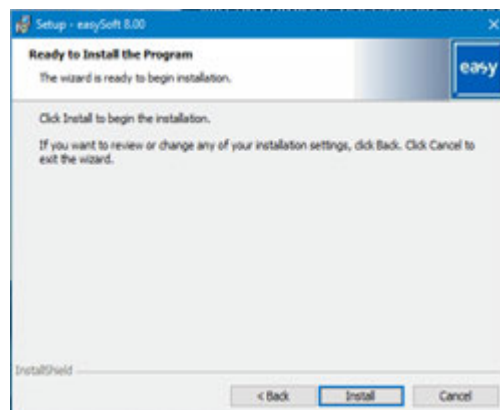 Setup - easySoft 8.00
Ready to Install the Program
The wizard is ready to begin installation.
easy
Click Install to begin the installation.
If you want to review or change any of your installation settings, click Back. Click Cancel to
exit the wizard.
InstallShield
< Back
Install
Cancel